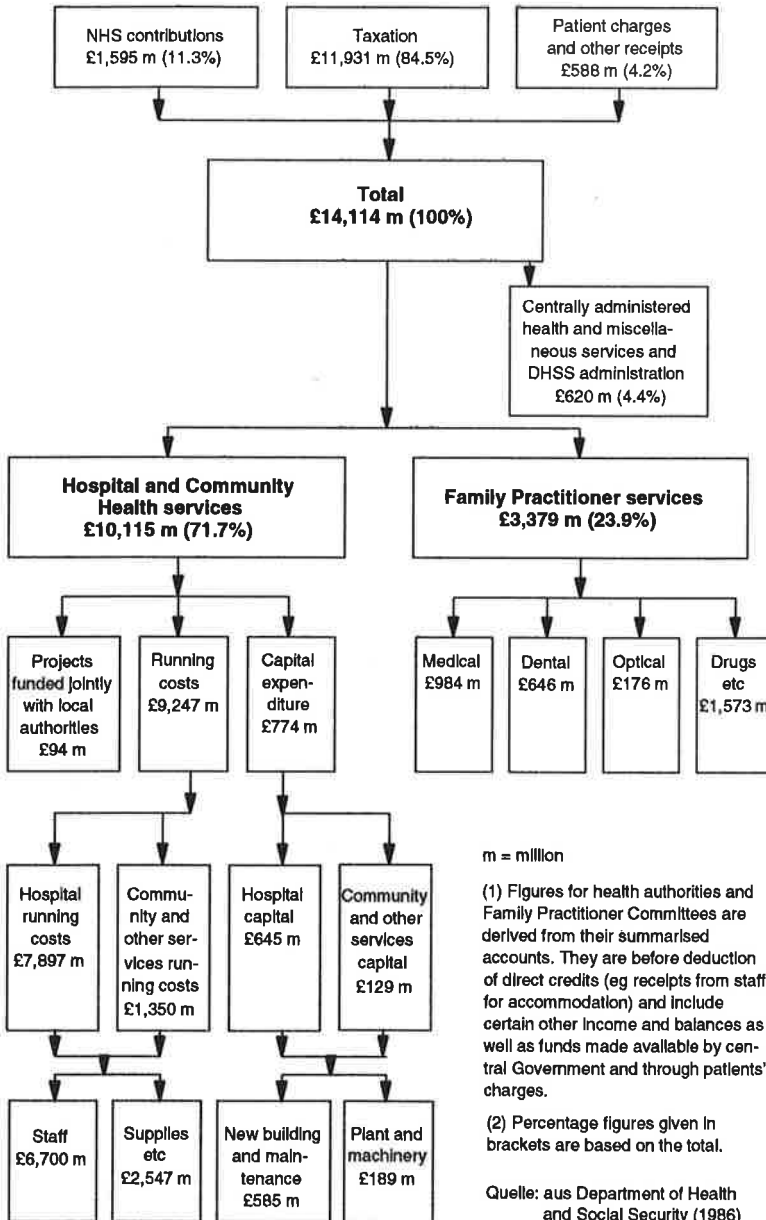 NHS contributions
£1,595 m (11.3%)
Taxation
£11,931 m (84.5%)
Patient charges
and other receipts
£588 m (4.2%)
Total
£14,114 m (100%)
Centrally administered
health and miscella-
neous services and
DHSS administration
£620 m (4.4%)
Hospital and Community
Health services
£10,115 m (71.7%)
Family Practitioner services
£3,379 m (23.9%)
Projects
funded jointly
with local
authorities
£94 m
Running
costs
£9,247 m
Capital
expen-
diture
£774 m
Medical
£984 m
Dental
£646 m
Optical
£176 m
Drugs
etc
£1,573 m
Hospital
running
costs
£7,897 m
Commu-
nity and
other ser-
vices run-
ning costs
£1,350 m
Hospital
capital
£645 m
Community
and other
services
capital
£129 m
Staff
£6,700 m
Supplies
etc
£2,547 m
New building
and main-
tenance
£585 m
Plant and
machinery
£189 m
m = million
(1) Figures for health authorities and
Family Practitioner Committees are
derived from their summarised
accounts. They are before deduction
of direct credits (eg receipts from staff
for accommodation) and include
certain other income and balances as
well as funds made available by cen-
tral Government and through patients'
charges.
(2) Percentage figures given in
brackets are based on the total.
Quelle: aus Department of Health
and Social Security (1986)